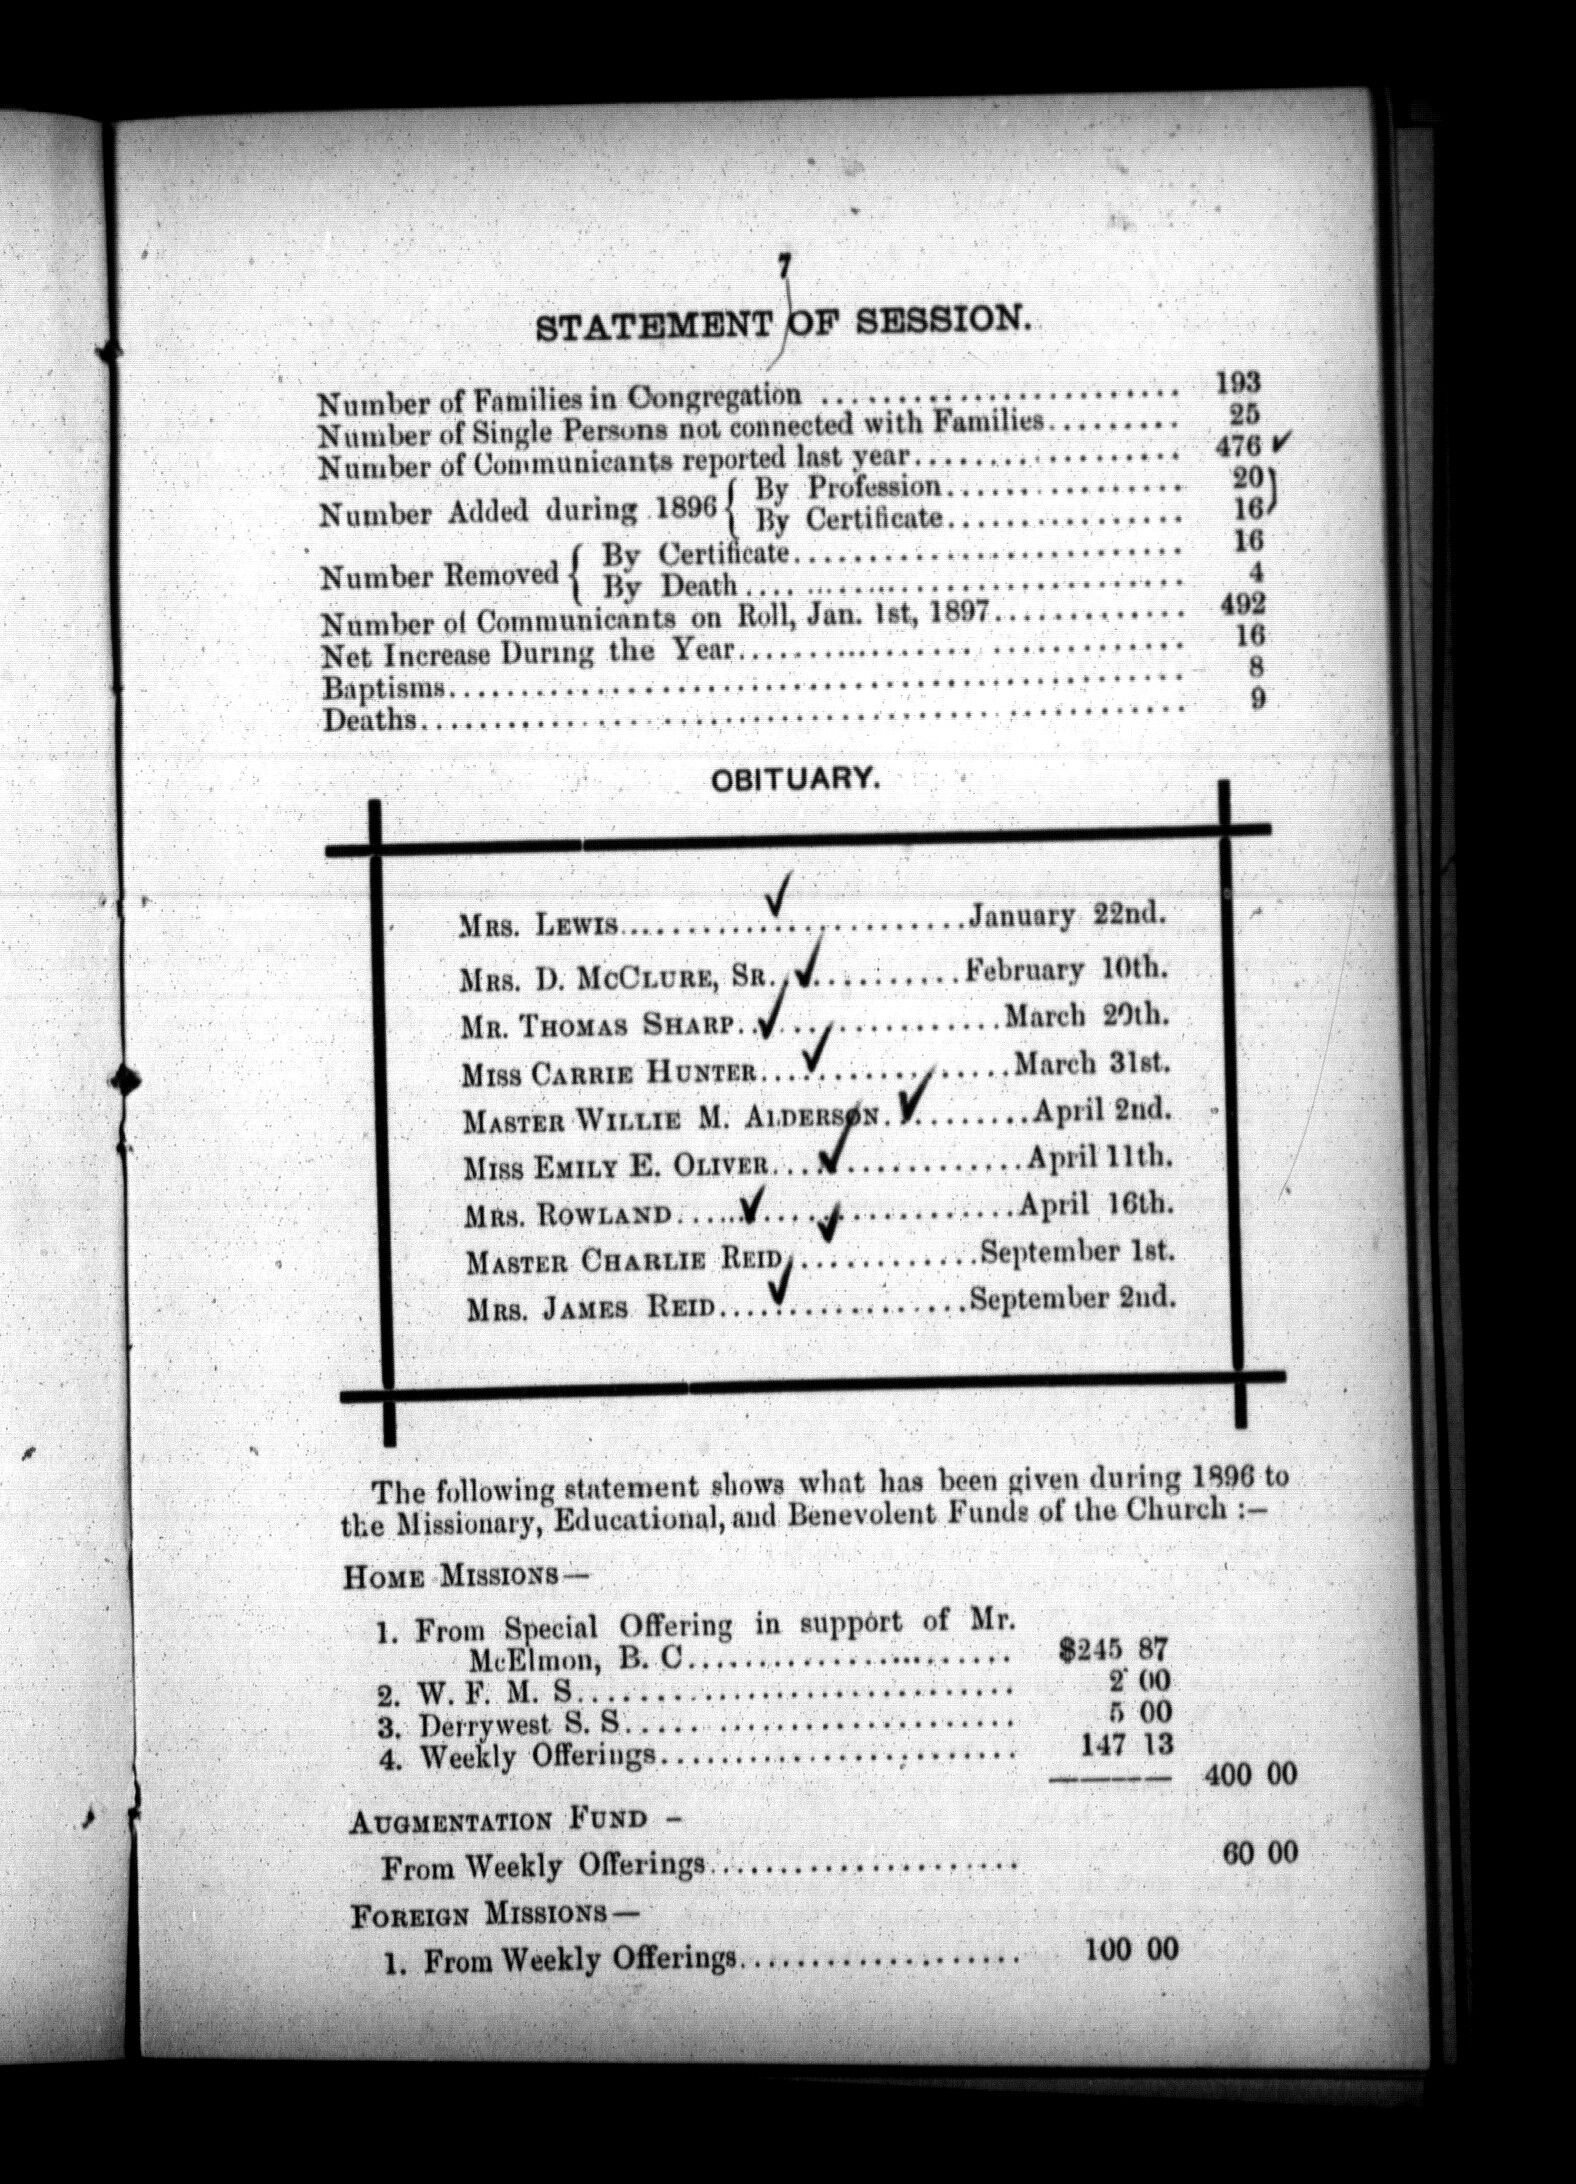 7
STATEMENT OF SESSION.
Number of Families in Congregation ........................ 193
Number of Single Persons not connected with Families......... 25
Number of Communicants reported last year.................. 476 ✓
Number Added during 1896 { By Profession................ 20
By Certificate................ 16
Number Removed { By Certificate........................... 16
By Death .............................. 4
Number of Communicants on Roll, Jan. 1st, 1897............. 492
Net Increase During the Year.............................. 16
Baptisms.................................................. 8
Deaths.................................................... 9
OBITUARY.
MRS. LEWIS........................January 22nd.
MRS. D. MCCLURE, SR.............February 10th.
MR. THOMAS SHARP..................March 20th.
MISS CARRIE HUNTER.................March 31st.
MASTER WILLIE M. ALDERSON..........April 2nd.
MISS EMILY E. OLIVER.................April 11th.
MRS. ROWLAND.......................April 16th.
MASTER CHARLIE REID.............September 1st.
MRS. JAMES REID.................September 2nd.
The following statement shows what has been given during 1896 to
the Missionary, Educational, and Benevolent Funds of the Church :—
HOME MISSIONS—
1. From Special Offering in support of Mr.
McElmon, B. C...................... $245 87
2. W. F. M. S.............................. 2 00
3. Derrywest S. S.......................... 5 00
4. Weekly Offerings........................ 147 13
———— 400 00
AUGMENTATION FUND –
From Weekly Offerings..................... 60 00
FOREIGN MISSIONS—
1. From Weekly Offerings................... 100 00